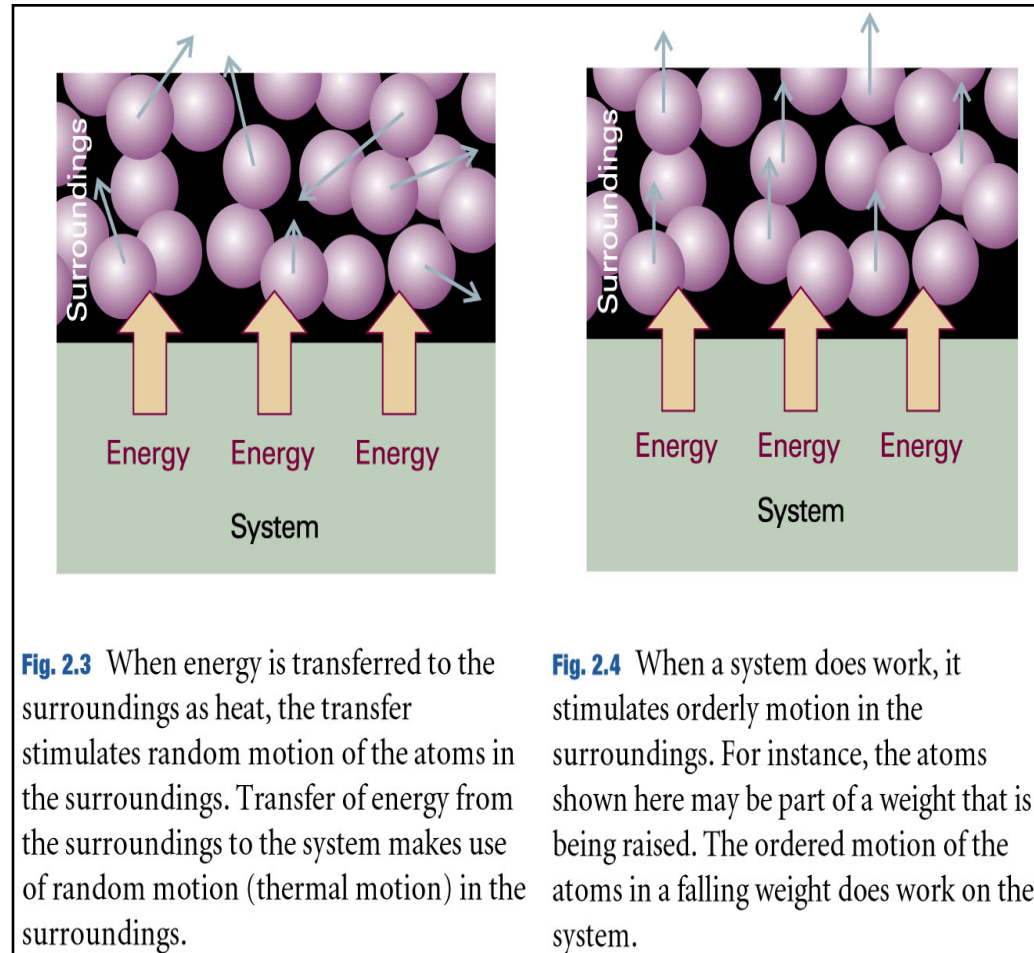 Surroundings
Energy Energy Energy
System
Surroundings
Energy Energy Energy
System
Fig. 2.3 When energy is transferred to the
surroundings as heat, the transfer
stimulates random motion of the atoms in
the surroundings. Transfer of energy from
the surroundings to the system makes use
of random motion (thermal motion) in the
surroundings.
Fig. 2.4 When a system does work, it
stimulates orderly motion in the
surroundings. For instance, the atoms
shown here may be part of a weight that is
being raised. The ordered motion of the
atoms in a falling weight does work on the
system.